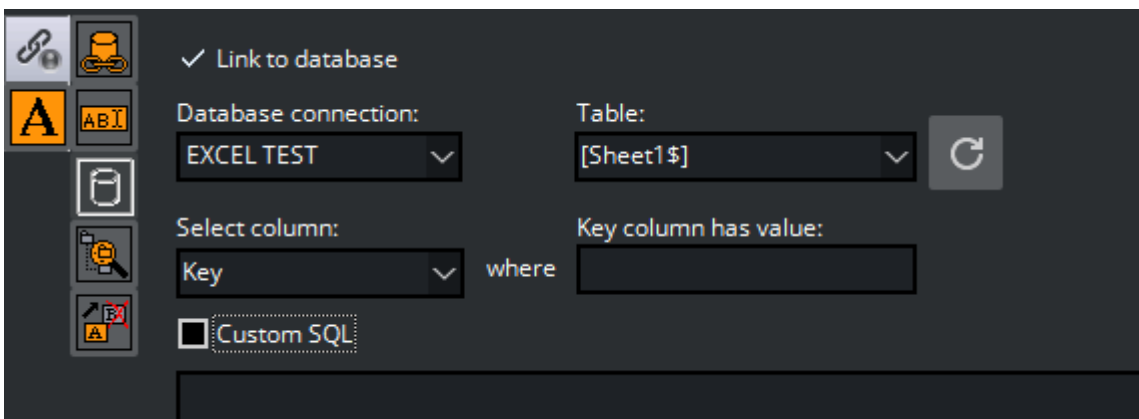 Link to database
Database connection:
Table:
EXCEL TEST
[Sheet1$]
Select column:
Key column has value:
Key
where
Custom SQL
A
ABI
A